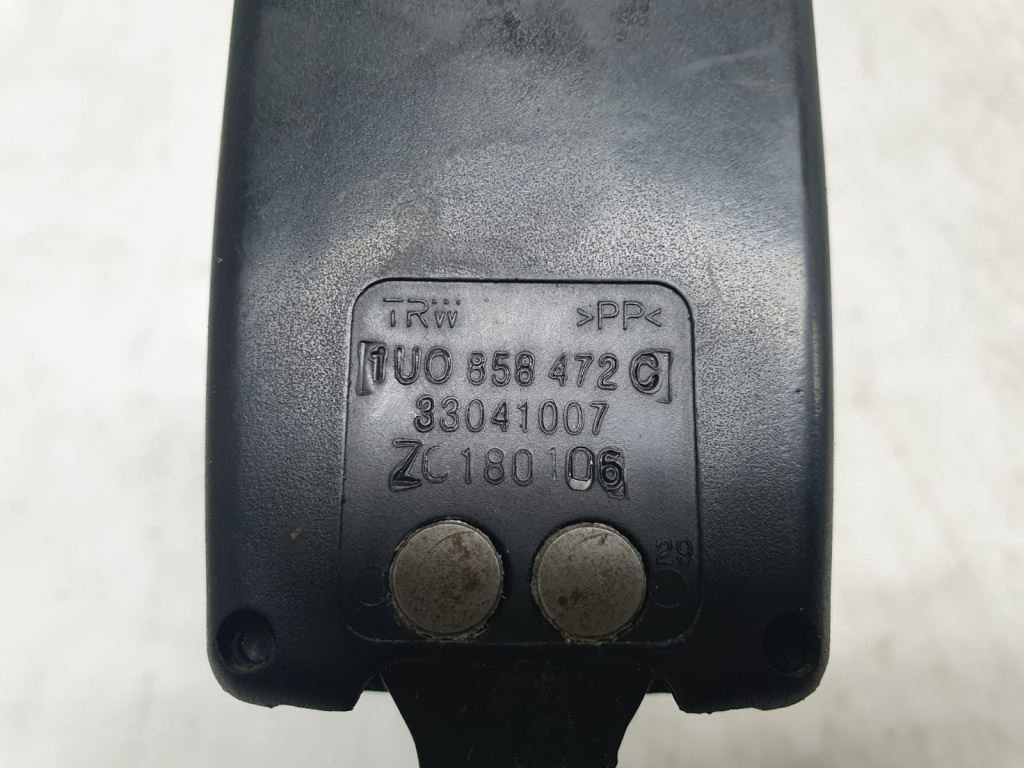 TRW >PP<
1U0 858 472 C
33041007
ZC180106
29